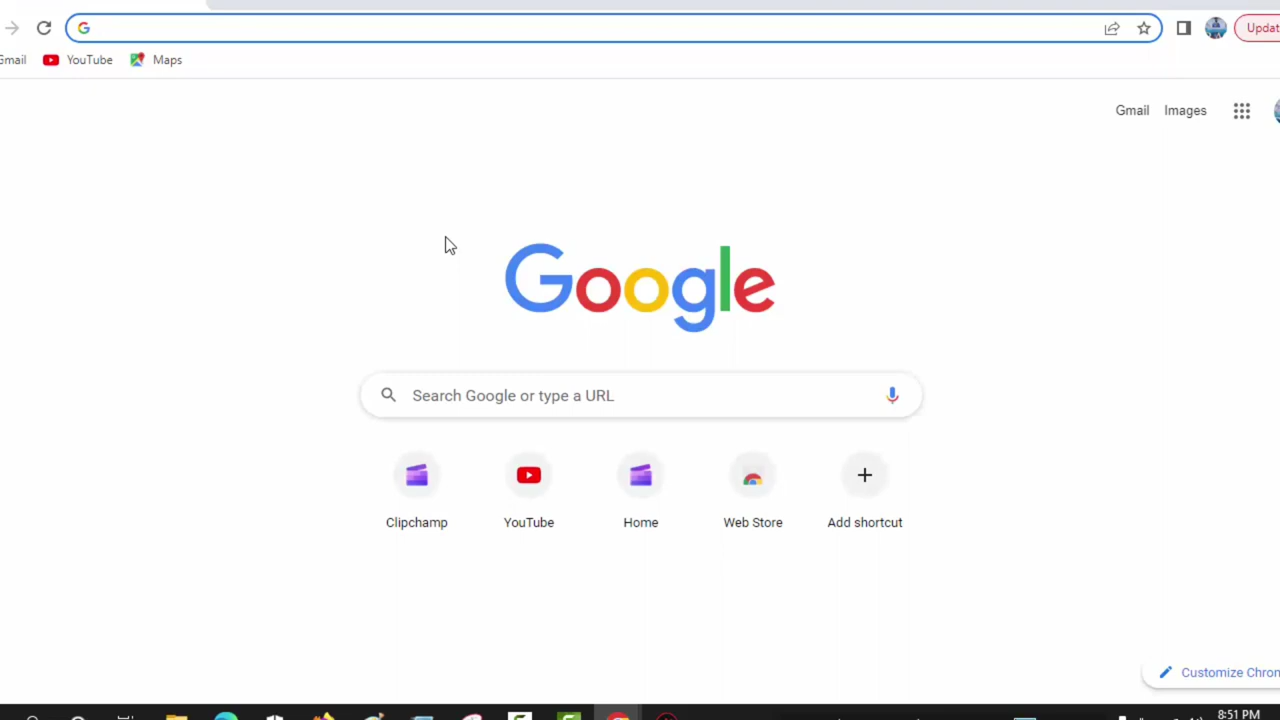 Updat
Gmail YouTube Maps
Gmail Images
Google
Search Google or type a URL
Clipchamp YouTube Home Web Store Add shortcut
Customize Chron
8:51 PM